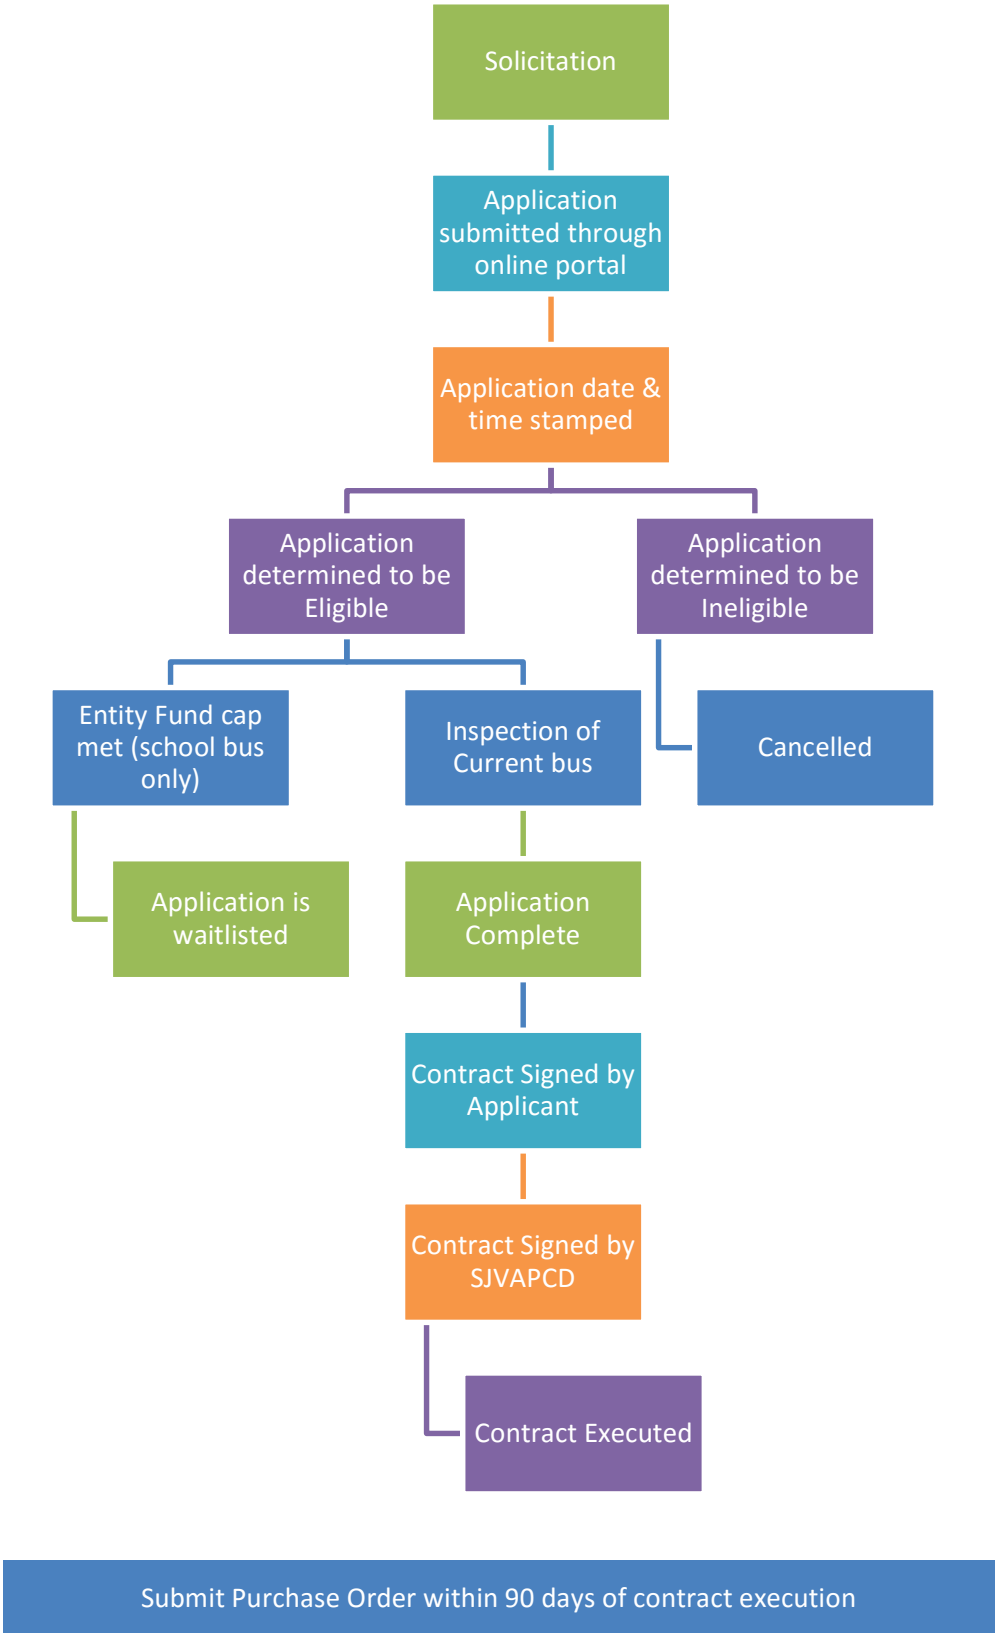 Solicitation
Application
submitted through
online portal
Application date &
time stamped
Application
determined to be
Eligible
Application
determined to be
Ineligible
Entity Fund cap
met (school bus
only)
Inspection of
Current bus
Cancelled
Application is
waitlisted
Application
Complete
Contract Signed by
Applicant
Contract Signed by
SJVAPCD
Contract Executed
Submit Purchase Order within 90 days of contract execution